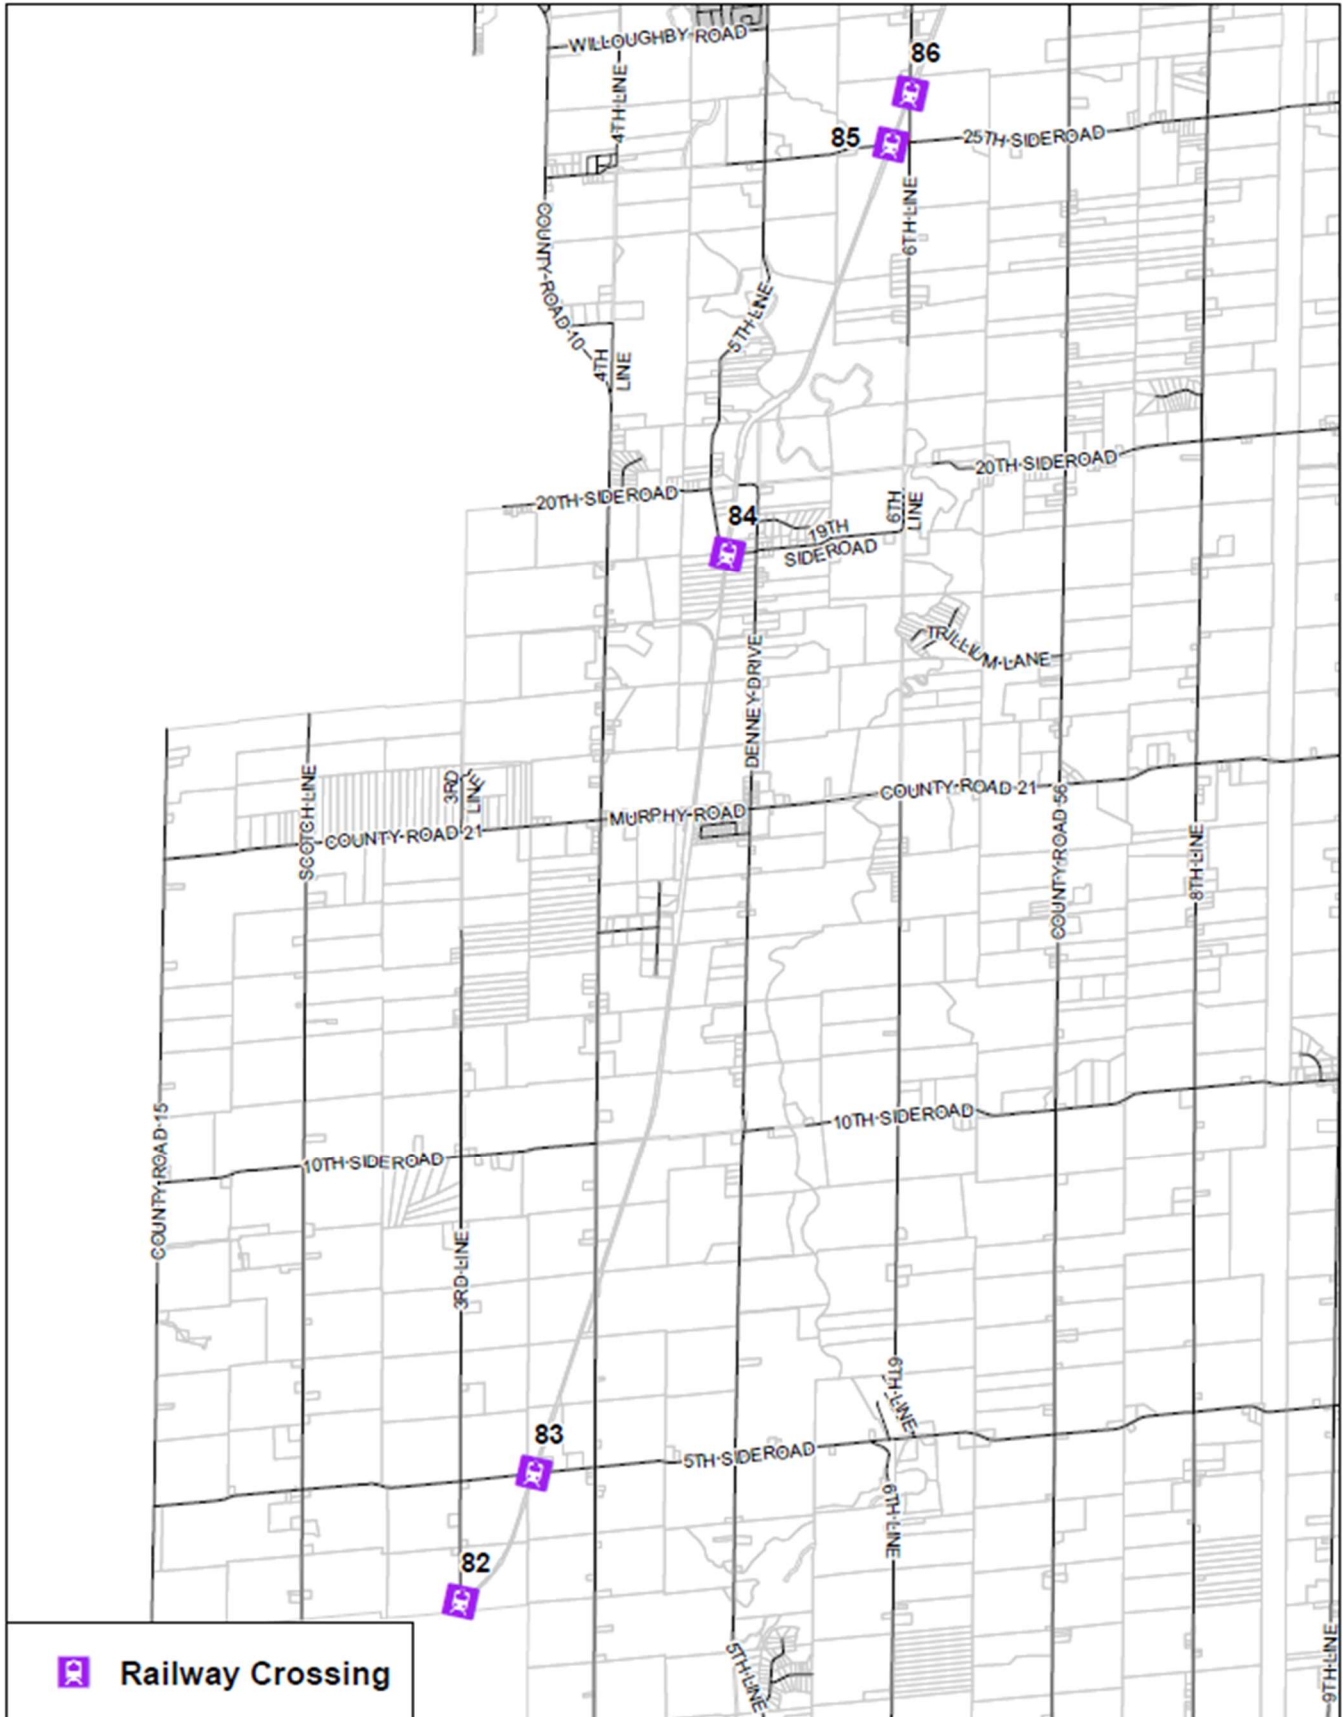 WILLOUGHBY ROAD
86
4TH LINE
85
25TH SIDEROAD
6TH LINE
COUNTY ROAD 10
5TH LINE
4TH
LINE
20TH SIDEROAD
20TH SIDEROAD
6TH
LINE
84
19TH
SIDEROAD
TRILLIUM LANE
DENNEY DRIVE
SCOTCH LINE
3RD
LINE
COUNTY ROAD 21
COUNTY ROAD 56
MURPHY ROAD
COUNTY ROAD 21
8TH LINE
COUNTY ROAD 15
10TH SIDEROAD
10TH SIDEROAD
3RD LINE
6TH LINE
83
5TH SIDEROAD
6TH LINE
82
5TH LINE
9TH LINE
Railway Crossing